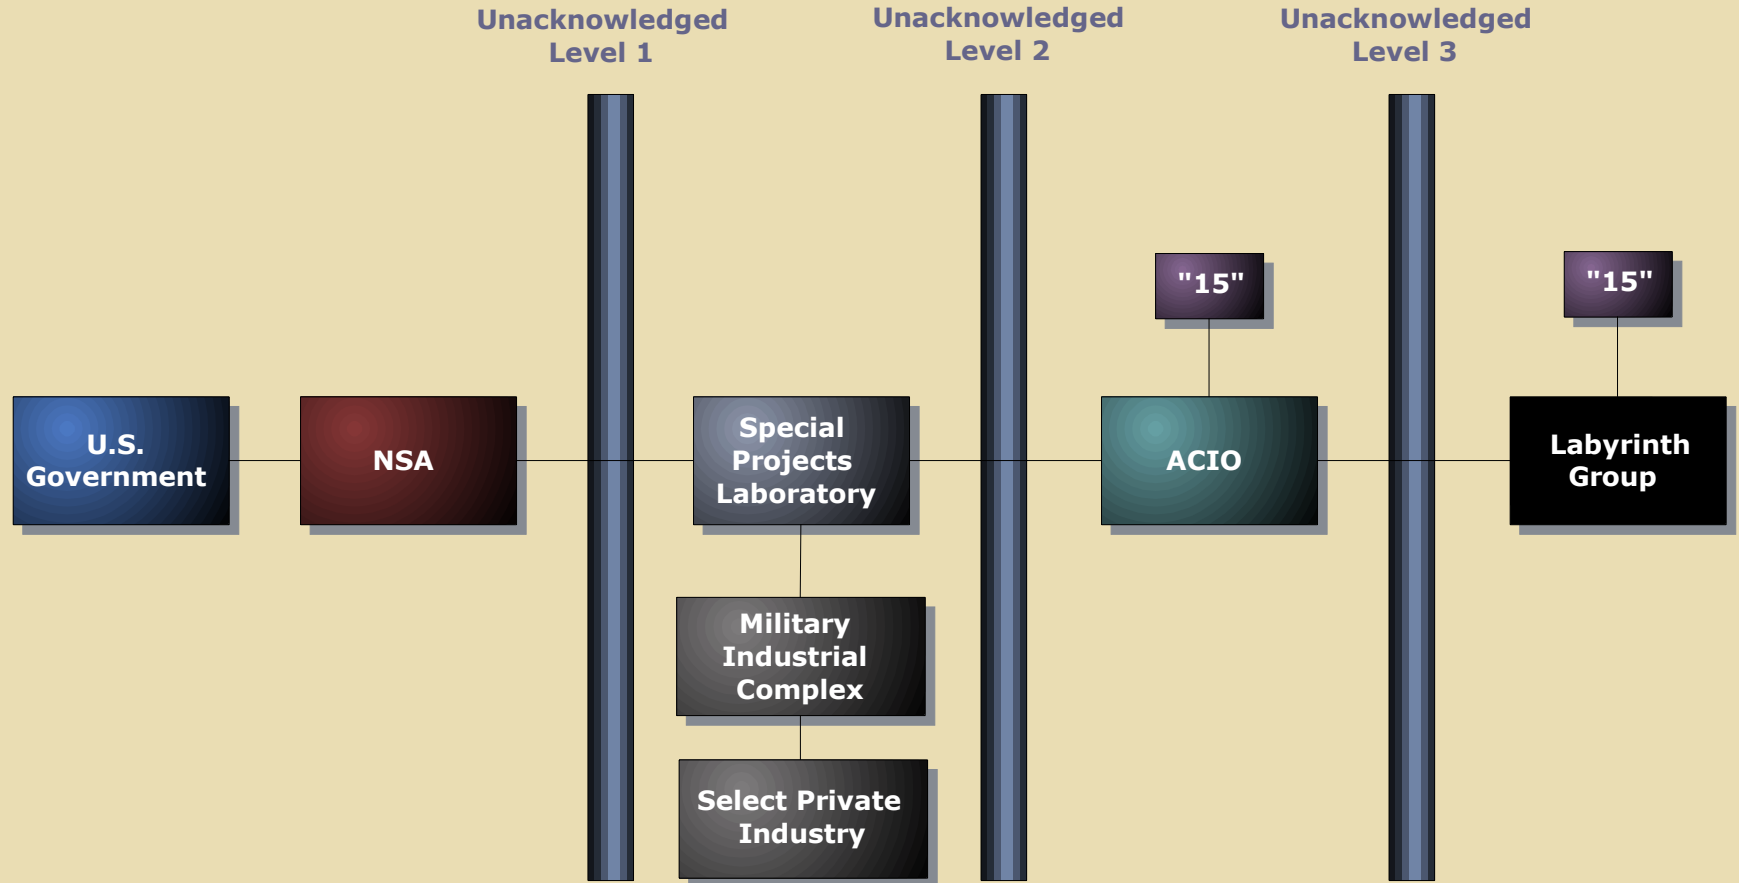 Unacknowledged
Level 1
Unacknowledged
Level 2
Unacknowledged
Level 3
"15"
"15"
U.S.
Government
NSA
Special
Projects
Laboratory
ACIO
Labyrinth
Group
Military
Industrial
Complex
Select Private
Industry